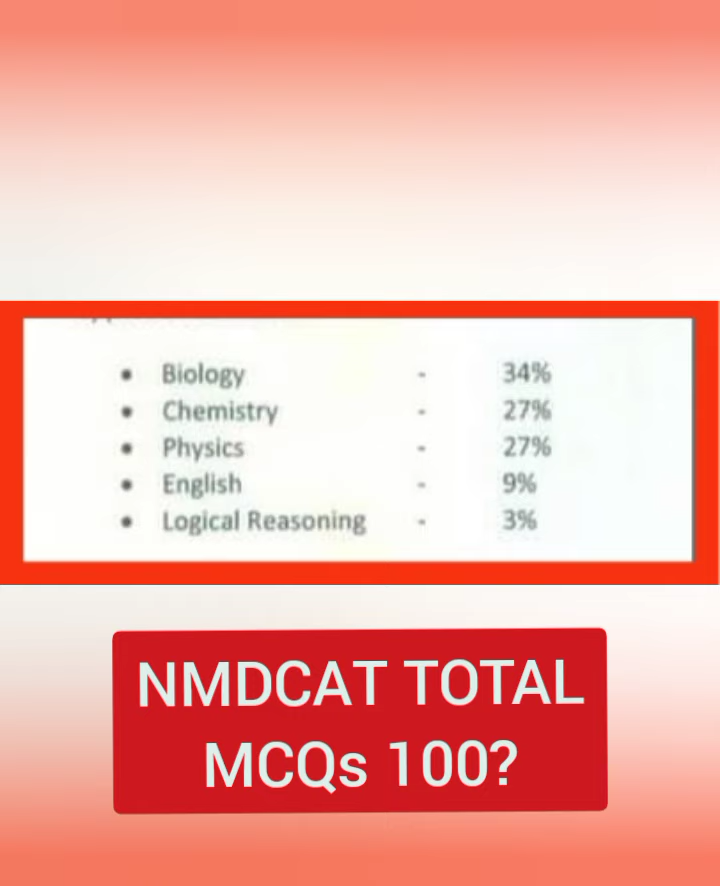 • Biology - 34%
• Chemistry - 27%
• Physics - 27%
• English - 9%
• Logical Reasoning - 3%
NMDCAT TOTAL
MCQs 100?